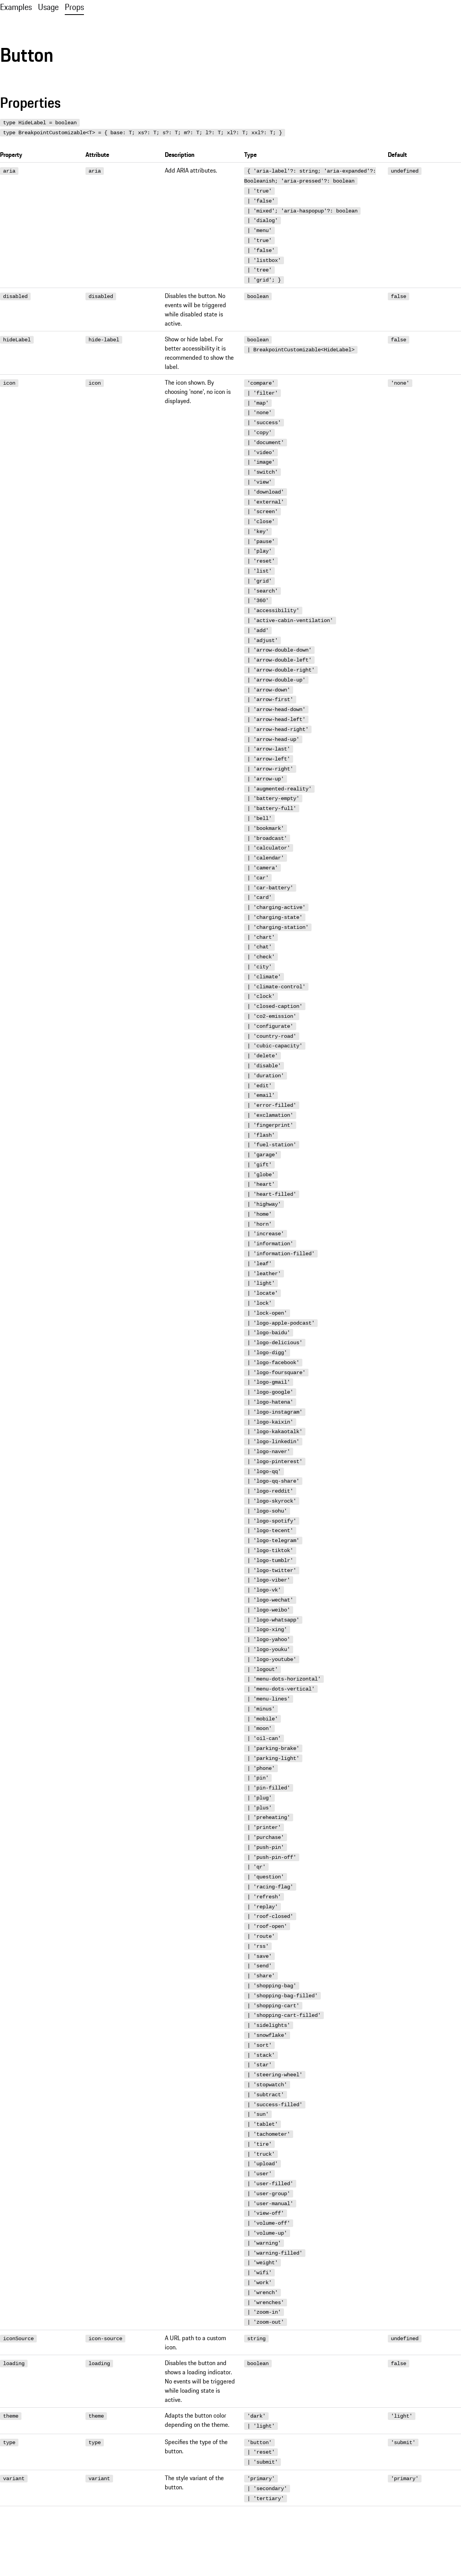 Examples Usage Props
Button
Properties
type HideLabel = boolean
type BreakpointCustomizable<T> = { base: T; xs?: T; s?: T; m?: T; l?: T; xl?: T; xxl?: T; }
Property Attribute Description Type Default
aria aria Add ARIA attributes. { 'aria-label'?: string; 'aria-expanded'?: undefined
Booleanish; 'aria-pressed'?: boolean
| 'true'
| 'false'
| 'mixed'; 'aria-haspopup'?: boolean
| 'dialog'
| 'menu'
| 'true'
| 'false'
| 'listbox'
| 'tree'
| 'grid'; }
disabled disabled Disables the button. No boolean false
events will be triggered
while disabled state is
active.
hideLabel hide-label Show or hide label. For boolean false
better accessibility it is | BreakpointCustomizable<HideLabel>
recommended to show the
label.
icon icon The icon shown. By 'compare' 'none'
choosing 'none', no icon is | 'filter'
displayed. | 'map'
| 'none'
| 'success'
| 'copy'
| 'document'
| 'video'
| 'image'
| 'switch'
| 'view'
| 'download'
| 'external'
| 'screen'
| 'close'
| 'key'
| 'pause'
| 'play'
| 'reset'
| 'list'
| 'grid'
| 'search'
| '360'
| 'accessibility'
| 'active-cabin-ventilation'
| 'add'
| 'adjust'
| 'arrow-double-down'
| 'arrow-double-left'
| 'arrow-double-right'
| 'arrow-double-up'
| 'arrow-down'
| 'arrow-first'
| 'arrow-head-down'
| 'arrow-head-left'
| 'arrow-head-right'
| 'arrow-head-up'
| 'arrow-last'
| 'arrow-left'
| 'arrow-right'
| 'arrow-up'
| 'augmented-reality'
| 'battery-empty'
| 'battery-full'
| 'bell'
| 'bookmark'
| 'broadcast'
| 'calculator'
| 'calendar'
| 'camera'
| 'car'
| 'car-battery'
| 'card'
| 'charging-active'
| 'charging-state'
| 'charging-station'
| 'chart'
| 'chat'
| 'check'
| 'city'
| 'climate'
| 'climate-control'
| 'clock'
| 'closed-caption'
| 'co2-emission'
| 'configurate'
| 'country-road'
| 'cubic-capacity'
| 'delete'
| 'disable'
| 'duration'
| 'edit'
| 'email'
| 'error-filled'
| 'exclamation'
| 'fingerprint'
| 'flash'
| 'fuel-station'
| 'garage'
| 'gift'
| 'globe'
| 'heart'
| 'heart-filled'
| 'highway'
| 'home'
| 'horn'
| 'increase'
| 'information'
| 'information-filled'
| 'leaf'
| 'leather'
| 'light'
| 'locate'
| 'lock'
| 'lock-open'
| 'logo-apple-podcast'
| 'logo-baidu'
| 'logo-delicious'
| 'logo-digg'
| 'logo-facebook'
| 'logo-foursquare'
| 'logo-gmail'
| 'logo-google'
| 'logo-hatena'
| 'logo-instagram'
| 'logo-kaixin'
| 'logo-kakaotalk'
| 'logo-linkedin'
| 'logo-naver'
| 'logo-pinterest'
| 'logo-qq'
| 'logo-qq-share'
| 'logo-reddit'
| 'logo-skyrock'
| 'logo-sohu'
| 'logo-spotify'
| 'logo-tecent'
| 'logo-telegram'
| 'logo-tiktok'
| 'logo-tumblr'
| 'logo-twitter'
| 'logo-viber'
| 'logo-vk'
| 'logo-wechat'
| 'logo-weibo'
| 'logo-whatsapp'
| 'logo-xing'
| 'logo-yahoo'
| 'logo-youku'
| 'logo-youtube'
| 'logout'
| 'menu-dots-horizontal'
| 'menu-dots-vertical'
| 'menu-lines'
| 'minus'
| 'mobile'
| 'moon'
| 'oil-can'
| 'parking-brake'
| 'parking-light'
| 'phone'
| 'pin'
| 'pin-filled'
| 'plug'
| 'plus'
| 'preheating'
| 'printer'
| 'purchase'
| 'push-pin'
| 'push-pin-off'
| 'qr'
| 'question'
| 'racing-flag'
| 'refresh'
| 'replay'
| 'roof-closed'
| 'roof-open'
| 'route'
| 'rss'
| 'save'
| 'send'
| 'share'
| 'shopping-bag'
| 'shopping-bag-filled'
| 'shopping-cart'
| 'shopping-cart-filled'
| 'sidelights'
| 'snowflake'
| 'sort'
| 'stack'
| 'star'
| 'steering-wheel'
| 'stopwatch'
| 'subtract'
| 'success-filled'
| 'sun'
| 'tablet'
| 'tachometer'
| 'tire'
| 'truck'
| 'upload'
| 'user'
| 'user-filled'
| 'user-group'
| 'user-manual'
| 'view-off'
| 'volume-off'
| 'volume-up'
| 'warning'
| 'warning-filled'
| 'weight'
| 'wifi'
| 'work'
| 'wrench'
| 'wrenches'
| 'zoom-in'
| 'zoom-out'
iconSource icon-source A URL path to a custom string undefined
icon.
loading loading Disables the button and boolean false
shows a loading indicator.
No events will be triggered
while loading state is
active.
theme theme Adapts the button color 'dark' 'light'
depending on the theme. | 'light'
type type Specifies the type of the 'button' 'submit'
button. | 'reset'
| 'submit'
variant variant The style variant of the 'primary' 'primary'
button. | 'secondary'
| 'tertiary'